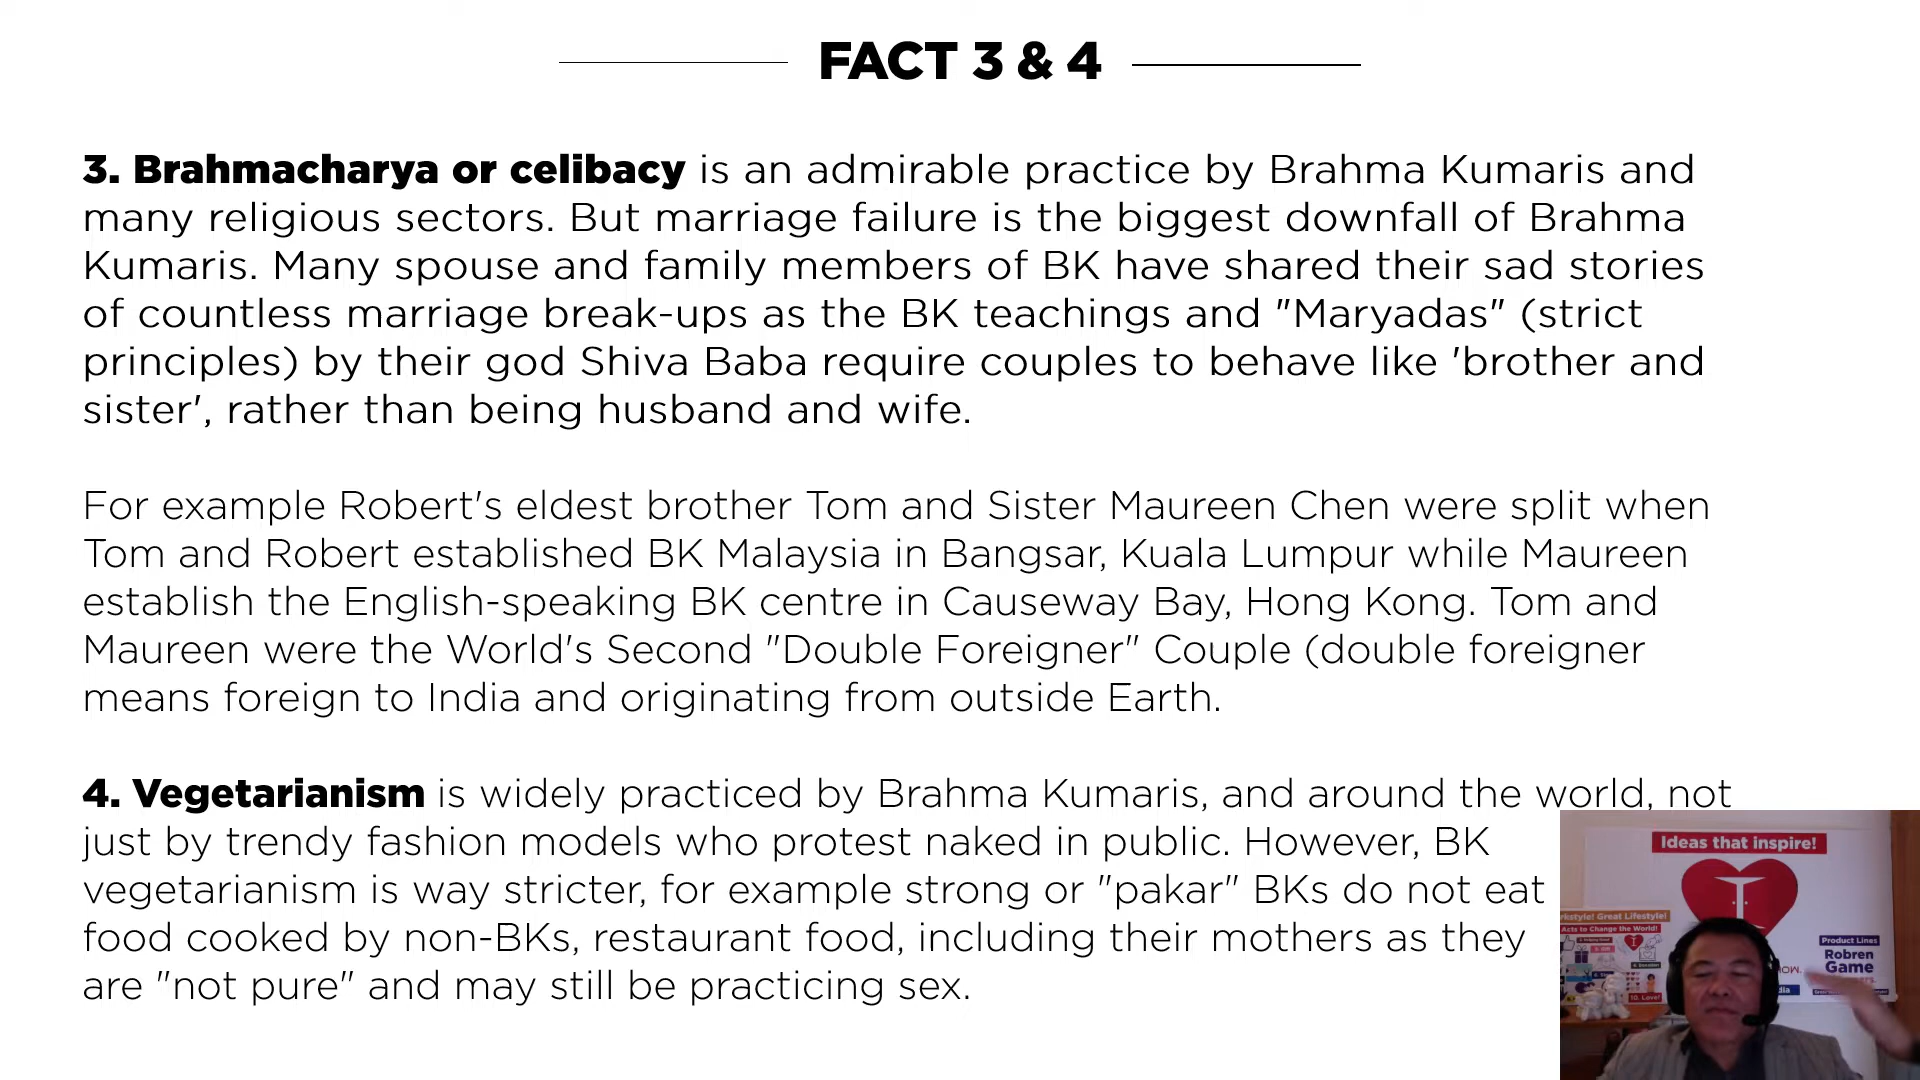 FACT 3 & 4
3. Brahmacharya or celibacy is an admirable practice by Brahma Kumaris and
many religious sectors. But marriage failure is the biggest downfall of Brahma
Kumaris. Many spouse and family members of BK have shared their sad stories
of countless marriage break-ups as the BK teachings and "Maryadas" (strict
principles) by their god Shiva Baba require couples to behave like 'brother and
sister', rather than being husband and wife.
For example Robert's eldest brother Tom and Sister Maureen Chen were split when
Tom and Robert established BK Malaysia in Bangsar, Kuala Lumpur while Maureen
establish the English-speaking BK centre in Causeway Bay, Hong Kong. Tom and
Maureen were the World's Second "Double Foreigner" Couple (double foreigner
means foreign to India and originating from outside Earth.
4. Vegetarianism is widely practiced by Brahma Kumaris, and around the world, not
just by trendy fashion models who protest naked in public. However, BK
vegetarianism is way stricter, for example strong or "pakar" BKs do not eat
food cooked by non-BKs, restaurant food, including their mothers as they
are "not pure" and may still be practicing sex.
Ideas that inspire!
rkstyle! Great Lifestyle!
Acts to Change the World!
10. Love!
Product Lines
Robren
Game